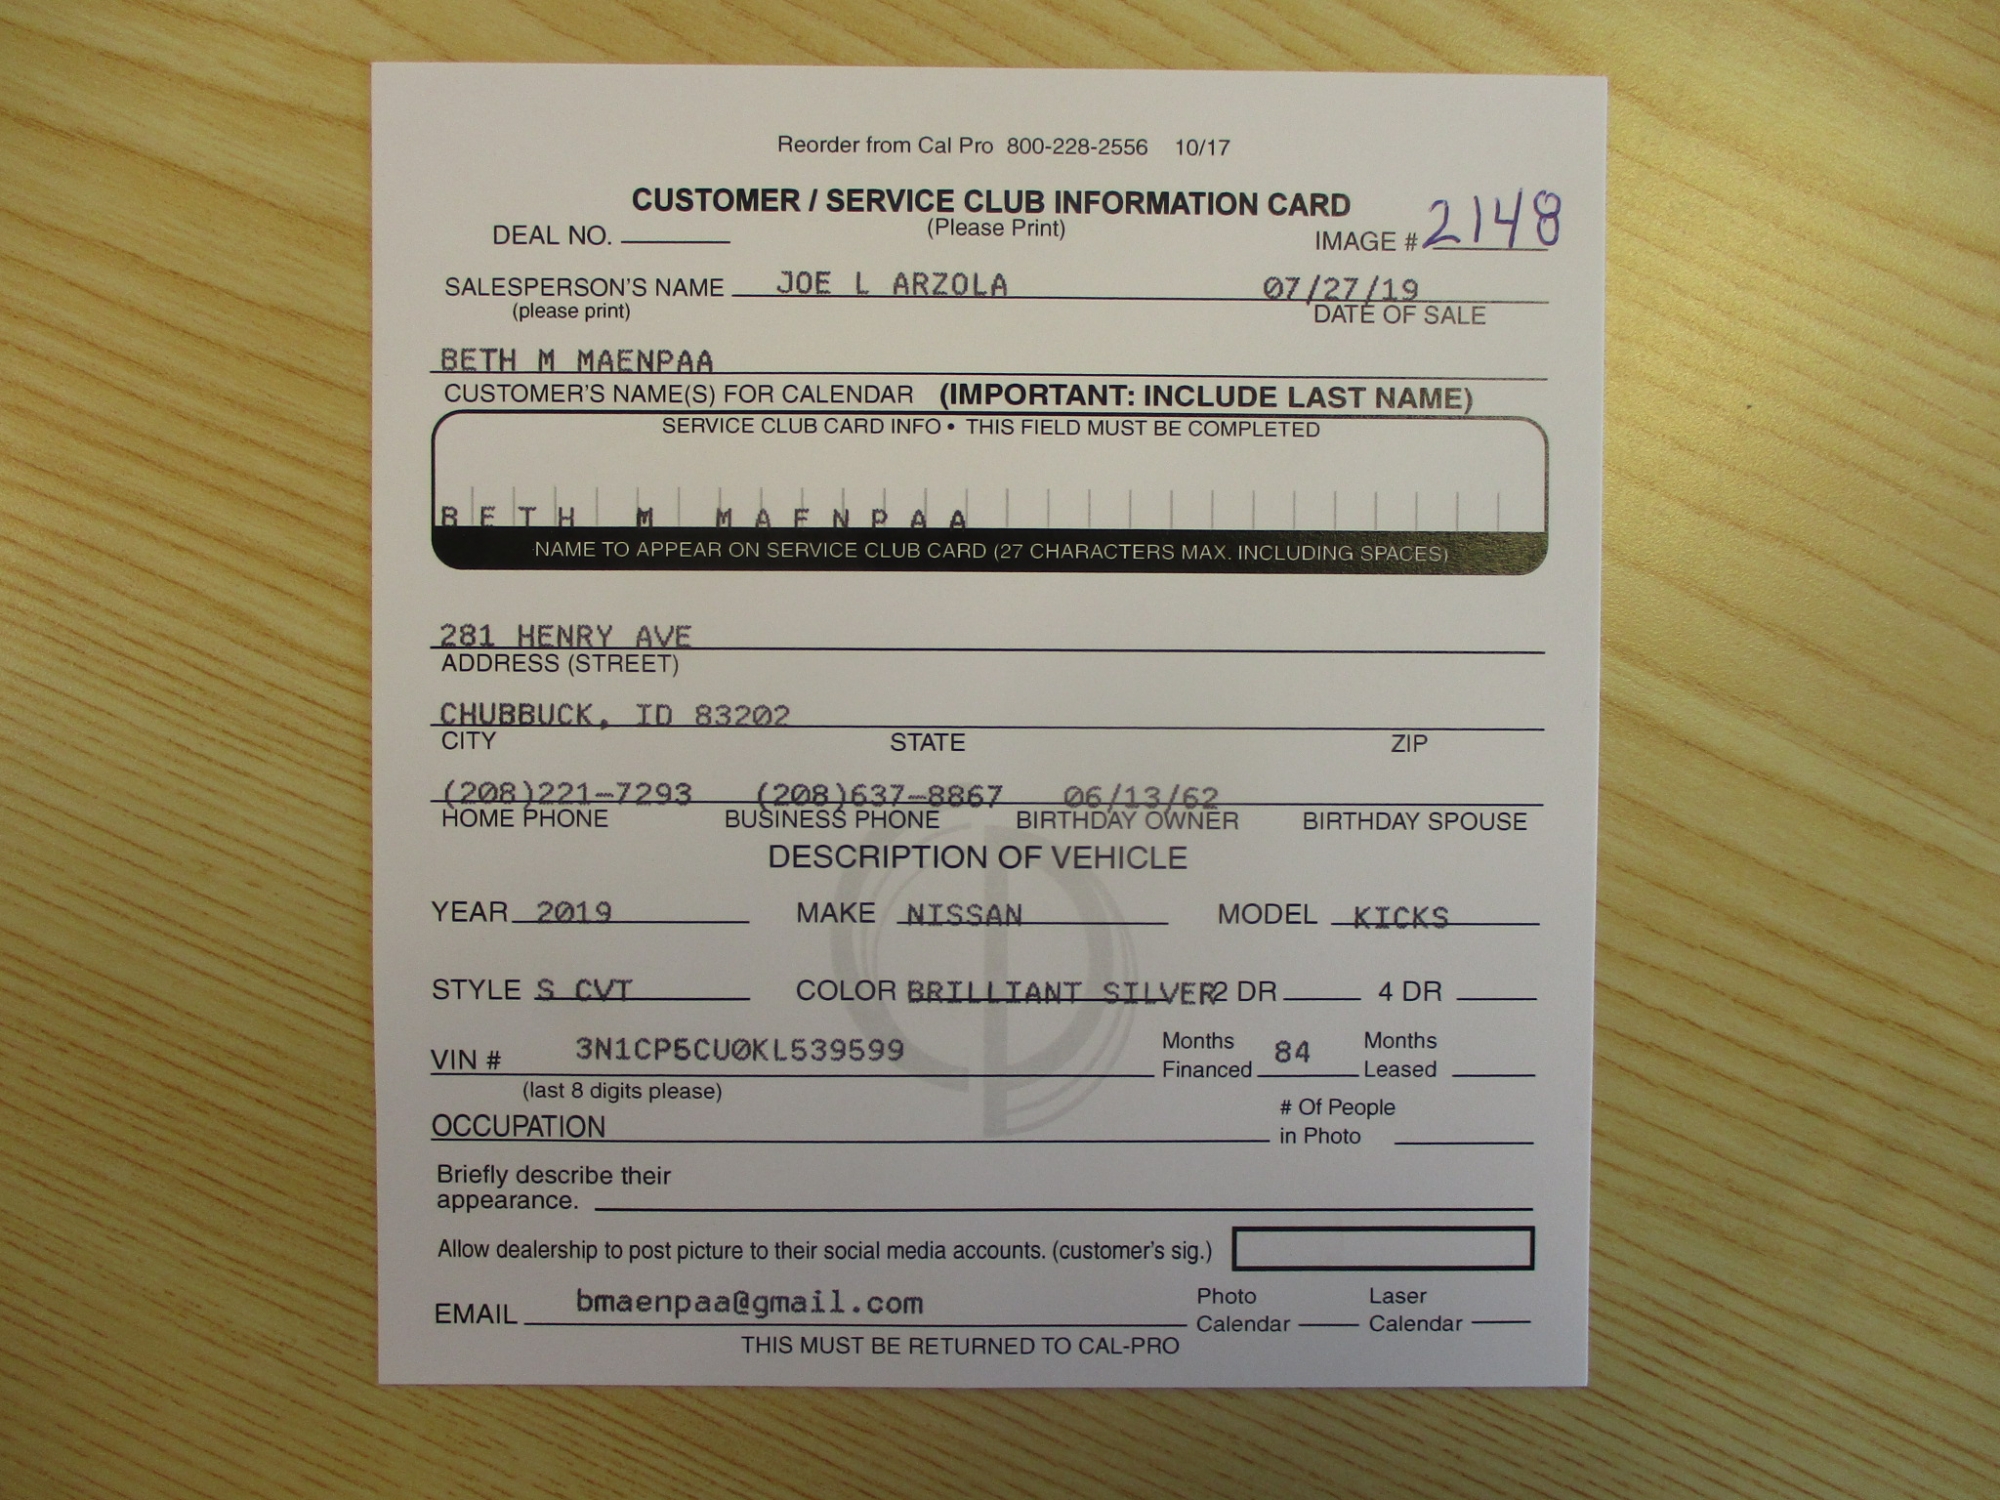 Reorder from Cal Pro 800-228-2556 10/17
CUSTOMER / SERVICE CLUB INFORMATION CARD
(Please Print)
DEAL NO. IMAGE # 2148
SALESPERSON'S NAME JOE L ARZOLA 07/27/19
(please print) DATE OF SALE
BETH M MAENPAA
CUSTOMER'S NAME(S) FOR CALENDAR (IMPORTANT: INCLUDE LAST NAME)
SERVICE CLUB CARD INFO • THIS FIELD MUST BE COMPLETED
BETH M MAENPAA
NAME TO APPEAR ON SERVICE CLUB CARD (27 CHARACTERS MAX. INCLUDING SPACES)
281 HENRY AVE
ADDRESS (STREET)
CHUBBUCK, ID 83202
CITY STATE ZIP
(208)221-7293 (208)637-8867 06/13/62
HOME PHONE BUSINESS PHONE BIRTHDAY OWNER BIRTHDAY SPOUSE
DESCRIPTION OF VEHICLE
YEAR 2019 MAKE NISSAN MODEL KICKS
STYLE S CVT COLOR BRILLIANT SILVER 2 DR 4 DR
VIN # 3N1CP5CU0KL539599 Months Financed 84 Months Leased
(last 8 digits please)
OCCUPATION # Of People in Photo
Briefly describe their
appearance.
Allow dealership to post picture to their social media accounts. (customer's sig.)
EMAIL bmaenpaa@gmail.com Photo Calendar Laser Calendar
THIS MUST BE RETURNED TO CAL-PRO